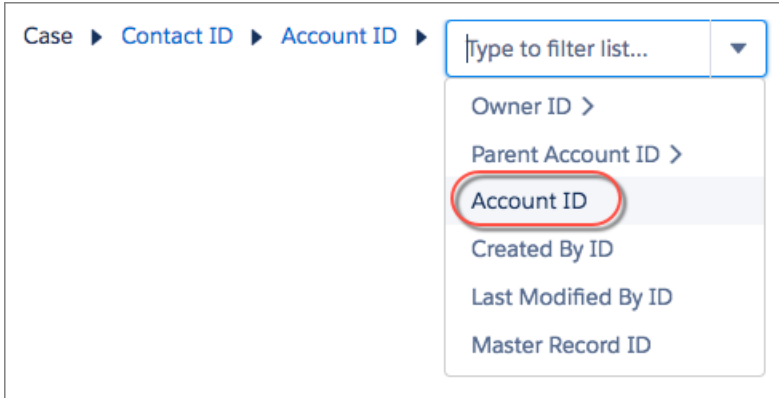 Case ▶ Contact ID ▶ Account ID ▶ Type to filter list...
Owner ID >
Parent Account ID >
Account ID
Created By ID
Last Modified By ID
Master Record ID